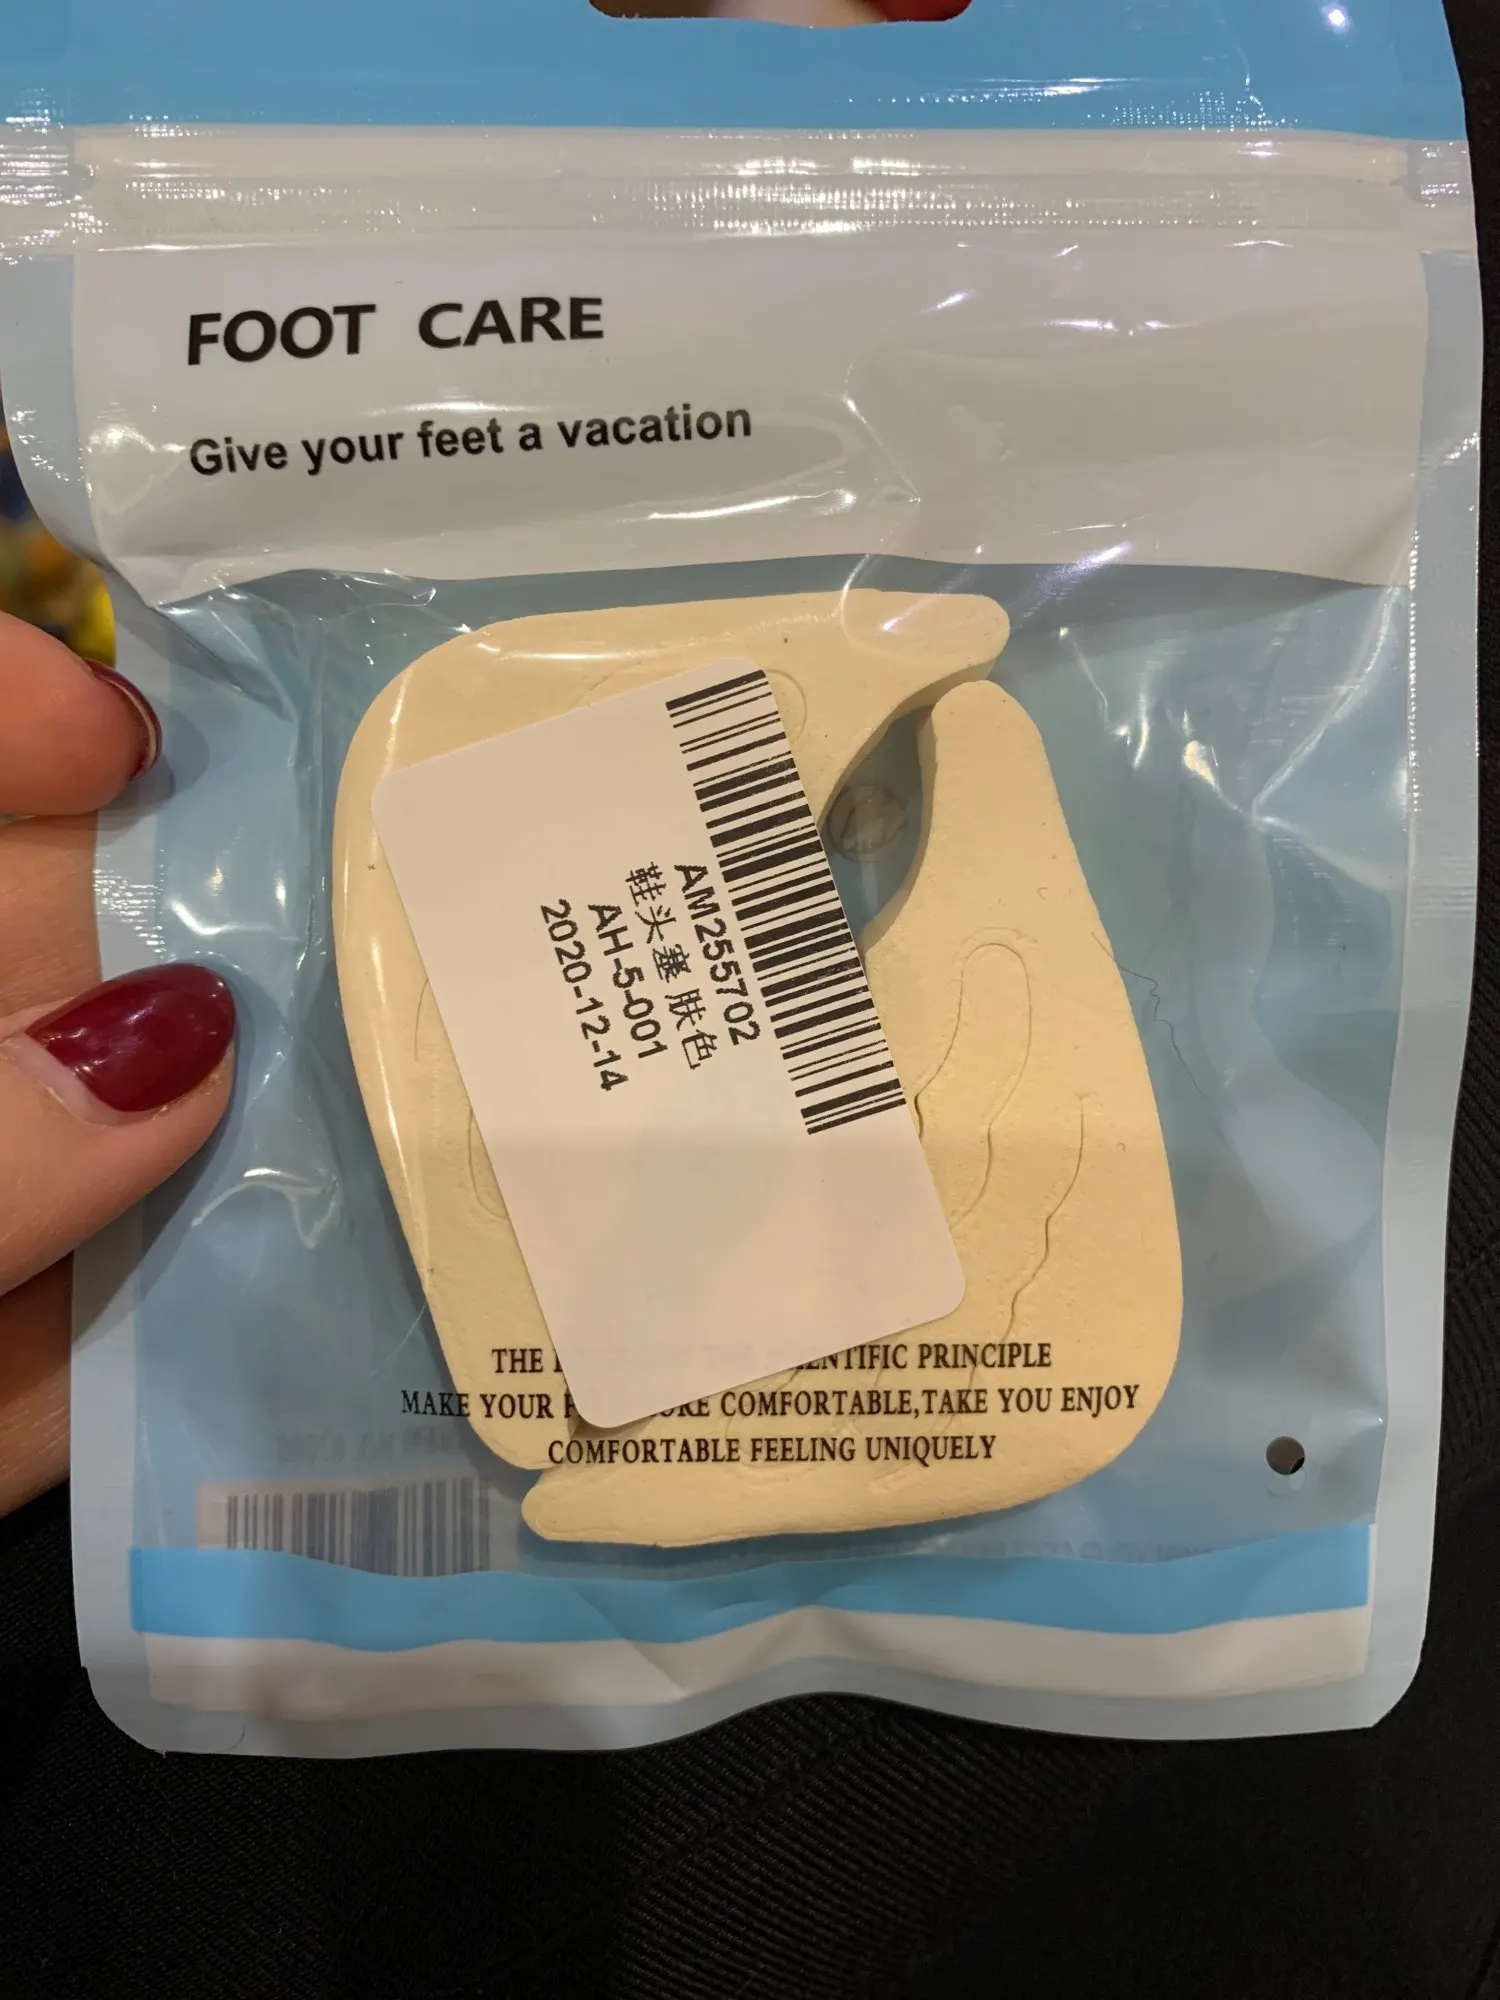 FOOT CARE
Give your feet a vacation
AM255702
鞋头塞 肤色
AH-5-001
2020-12-14
THE SCIENTIFIC PRINCIPLE
MAKE YOUR COMFORTABLE,TAKE YOU ENJOY
COMFORTABLE FEELING UNIQUELY